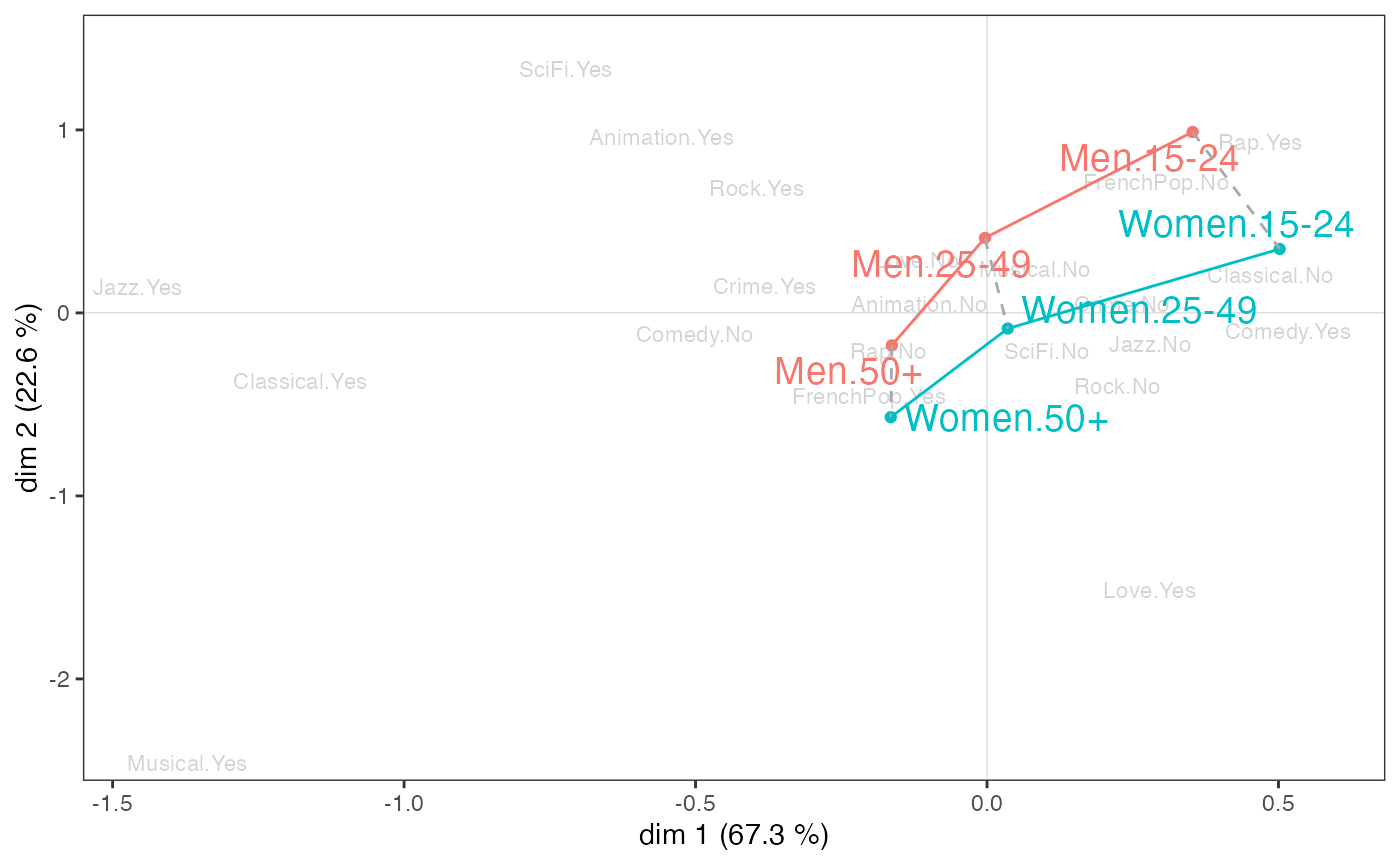 SciFi.Yes
1
Animation.Yes
Rap.Yes
Men.15-24
FrenchPop.No
Rock.Yes
Women.15-24
Love.No
Men.25-49
Musical.No
Classical.No
Jazz.Yes
Crime.Yes
Animation.No
Crime.No
Women.25-49
0
Comedy.No
Comedy.Yes
Rap.No
SciFi.No
Jazz.No
Men.50+
Classical.Yes
Rock.No
FrenchPop.Yes
Women.50+
dim 2 (22.6 %)
-1
Love.Yes
-2
Musical.Yes
-1.5
-1.0
-0.5
0.0
0.5
dim 1 (67.3 %)